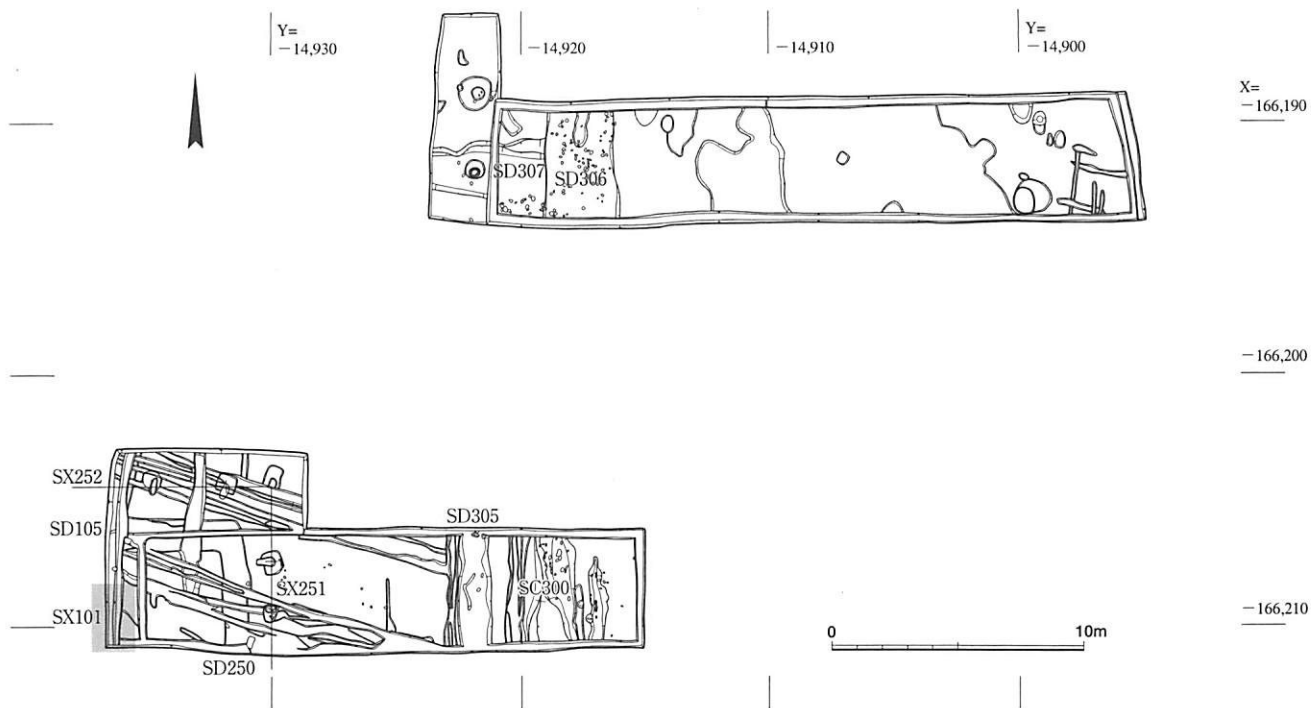 Y=
−14,930
−14,920
−14,910
Y=
−14,900
X=
−166,190
SD307
SD306
−166,200
SX252
SD105
SD305
SX251
SC300
SX101
−166,210
SD250
0
10m